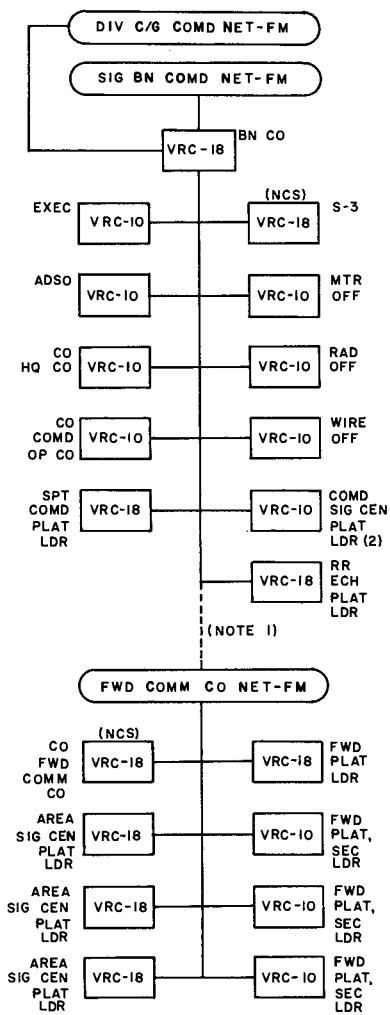 DIV C/G COMD NET-FM
SIG BN COMD NET-FM
BN CO
VRC-18
EXEC
VRC-10
(NCS)
VRC-18
S-3
ADSO
VRC-10
VRC-10
MTR
OFF
CO
HQ CO
VRC-10
VRC-10
RAD
OFF
CO
COMD
OP CO
VRC-10
VRC-10
WIRE
OFF
SPT
COMD
PLAT
LDR
VRC-18
VRC-10
COMD
SIG CEN
PLAT
LDR (2)
VRC-18
RR
ECH
PLAT
LDR
(NOTE 1)
FWD COMM CO NET-FM
CO
FWD
COMM
CO
(NCS)
VRC-18
VRC-18
FWD
PLAT
LDR
AREA
SIG CEN
PLAT
LDR
VRC-18
VRC-10
FWD
PLAT,
SEC
LDR
AREA
SIG CEN
PLAT
LDR
VRC-18
VRC-10
FWD
PLAT,
SEC
LDR
AREA
SIG CEN
PLAT
LDR
VRC-18
VRC-10
FWD
PLAT,
SEC
LDR